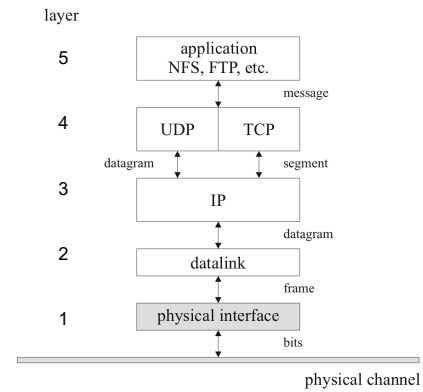 layer
5
application
NFS, FTP, etc.
message
4
UDP
TCP
datagram
segment
3
IP
datagram
2
datalink
frame
1
physical interface
bits
physical channel